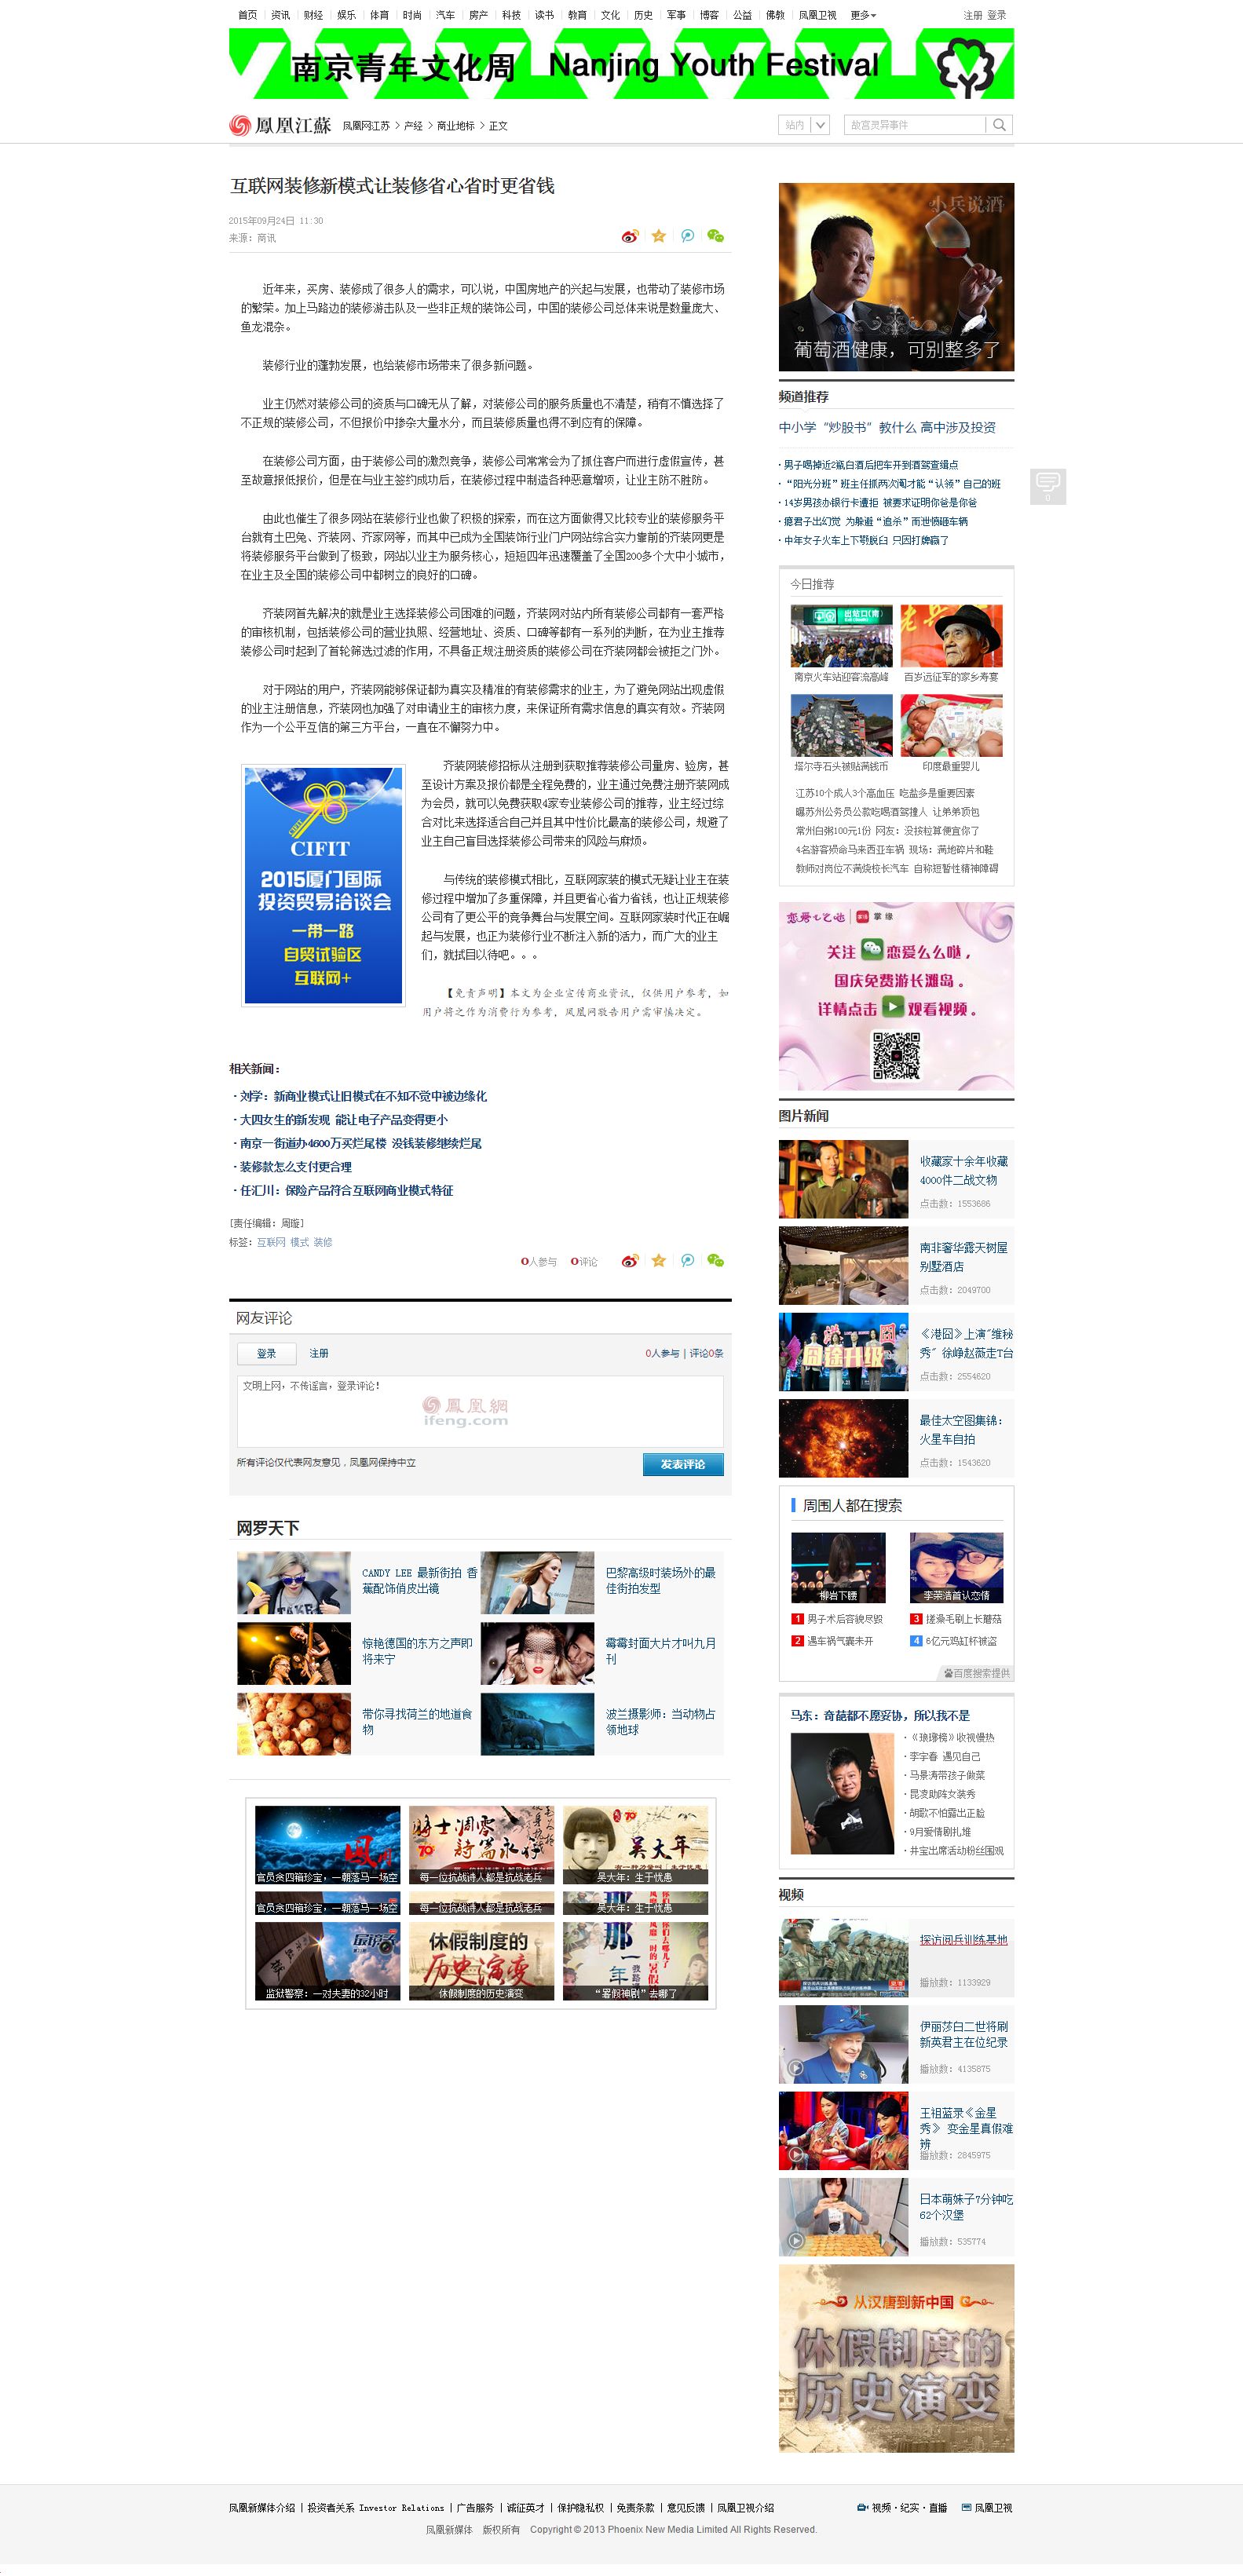 首页 资讯 财经 娱乐 体育 时尚 汽车 房产 科技 读书 教育 文化 历史 军事 博客 公益 佛教 凤凰卫视 更多
注册 登录
南京青年文化周 Nanjing Youth Festival
鳳凰江蘇 凤凰网江苏 > 产经 > 商业地标 > 正文
站内 故宫灵异事件
互联网装修新模式让装修省心省时更省钱
2015年09月24日 11:30
来源：商讯
近年来，买房、装修成了很多人的需求，可以说，中国房地产的兴起与发展，也带动了装修市场
的繁荣。加上马路边的装修游击队及一些非正规的装饰公司，中国的装修公司总体来说是数量庞大、
鱼龙混杂。
装修行业的蓬勃发展，也给装修市场带来了很多新问题。
业主仍然对装修公司的资质与口碑无从了解，对装修公司的服务质量也不清楚，稍有不慎选择了
不正规的装修公司，不但报价中掺杂大量水分，而且装修质量也得不到应有的保障。
在装修公司方面，由于装修公司的激烈竞争，装修公司常常会为了抓住客户而进行虚假宣传，甚
至故意报低报价，但是在与业主签约成功后，在装修过程中制造各种恶意增项，让业主防不胜防。
由此也催生了很多网站在装修行业也做了积极的探索，而在这方面做得又比较专业的装修服务平
台就有土巴兔、齐装网、齐家网等，而其中已成为全国装饰行业门户网站综合实力靠前的齐装网更是
将装修服务平台做到了极致，网站以业主为服务核心，短短四年迅速覆盖了全国200多个大中小城市，
在业主及全国的装修公司中都树立的良好的口碑。
齐装网首先解决的就是业主选择装修公司困难的问题，齐装网对站内所有装修公司都有一套严格
的审核机制，包括装修公司的营业执照、经营地址、资质、口碑等都有一系列的判断，在为业主推荐
装修公司时起到了首轮筛选过滤的作用，不具备正规注册资质的装修公司在齐装网都会被拒之门外。
对于网站的用户，齐装网能够保证都为真实及精准的有装修需求的业主，为了避免网站出现虚假
的业主注册信息，齐装网也加强了对申请业主的审核力度，来保证所有需求信息的真实有效。齐装网
作为一个公平互信的第三方平台，一直在不懈努力中。
CIFIT
2015厦门国际
投资贸易洽谈会
一带一路
自贸试验区
互联网+
齐装网装修招标从注册到获取推荐装修公司量房、验房，甚
至设计方案及报价都是全程免费的，业主通过免费注册齐装网成
为会员，就可以免费获取4家专业装修公司的推荐，业主经过综
合对比来选择适合自己并且其中性价比最高的装修公司，规避了
业主自己盲目选择装修公司带来的风险与麻烦。
与传统的装修模式相比，互联网家装的模式无疑让业主在装
修过程中增加了多重保障，并且更省心省力省钱，也让正规装修
公司有了更公平的竞争舞台与发展空间。互联网家装时代正在崛
起与发展，也正为装修行业不断注入新的活力，而广大的业主
们，就拭目以待吧。。。
【免责声明】本文为企业宣传商业资讯，仅供用户参考，如
用户将之作为消费行为参考，凤凰网敬告用户需审慎决定。
相关新闻：
· 刘学：新商业模式让旧模式在不知不觉中被边缘化
· 大四女生的新发现 能让电子产品变得更小
· 南京一街道办4600万买烂尾楼 没钱装修继续烂尾
· 装修款怎么支付更合理
· 任汇川：保险产品符合互联网商业模式特征
[责任编辑：周璇]
标签：互联网 模式 装修
0人参与 0评论
网友评论
登录 注册 0人参与 | 评论0条
文明上网，不传谣言，登录评论！
鳳凰網
ifeng.com
所有评论仅代表网友意见，凤凰网保持中立
发表评论
网罗天下
CANDY LEE 最新街拍 香
蕉配饰俏皮出镜
巴黎高级时装场外的最
佳街拍发型
惊艳德国的东方之声即
将来宁
霉霉封面大片才叫九月
刊
带你寻找荷兰的地道食
物
波兰摄影师：当动物占
领地球
骑士凋零
诗篇永存
70
吴大年
官员贪四箱珍宝，一朝落马一场空
每一位抗战诗人都是抗战老兵
吴大年：生于忧患
官员贪四箱珍宝，一朝落马一场空
每一位抗战诗人都是抗战老兵
吴大年：生于忧患
休假制度的
历史演变
那一年
监狱警察：一对夫妻的32小时
休假制度的历史演变
“暑假神剧”去哪了
小兵说酒
葡萄酒健康，可别整多了
频道推荐
中小学“炒股书”教什么 高中涉及投资
· 男子喝掉近2瓶白酒后把车开到酒驾查缉点
· “阳光分班”班主任抓两次阄才能“认领”自己的班
· 14岁男孩办银行卡遭拒 被要求证明你爸是你爸
· 瘾君子出幻觉 为躲避“追杀”而泄愤砸车辆
· 中年女子火车上下颚脱臼 只因打牌赢了
0
今日推荐
出站口(南)
南京火车站迎客流高峰
百岁远征军的家乡寿宴
塔尔寺石头被贴满钱币
印度最重婴儿
江苏10个成人3个高血压 吃盐多是重要因素
曝苏州公务员公款吃喝酒驾撞人 让弟弟顶包
常州白粥100元1份 网友：没按粒算便宜你了
4名游客殒命马来西亚车祸 现场：满地碎片和鞋
教师对岗位不满烧校长汽车 自称短暂性精神障碍
掌缘
关注 恋爱么么哒，
国庆免费游长滩岛。
详情点击 观看视频。
图片新闻
收藏家十余年收藏
4000件二战文物
点击数：1553686
南非奢华露天树屋
别墅酒店
点击数：2049700
《港囧》上演"维秘
秀" 徐峥赵薇走T台
点击数：2554620
最佳太空图集锦：
火星车自拍
点击数：1543620
周围人都在搜索
柳岩下腰
李荣浩首认恋情
1 男子术后容貌尽毁
3 搓澡毛刷上长蘑菇
2 遇车祸气囊未开
4 6亿元鸡缸杯被盗
百度搜索提供
马东：奇葩都不愿妥协，所以我不是
· 《琅琊榜》收视慢热
· 李宇春 遇见自己
· 马景涛带孩子做菜
· 昆凌助阵女装秀
· 胡歌不怕露出正脸
· 9月爱情剧扎堆
· 井宝出席活动粉丝围观
视频
探访阅兵训练基地
播放数：1133929
伊丽莎白二世将刷
新英君主在位纪录
播放数：4135875
王祖蓝录《金星
秀》 变金星真假难
辨
播放数：2845975
日本萌妹子7分钟吃
62个汉堡
播放数：535774
从汉唐到新中国
休假制度的
历史演变
凤凰新媒体介绍 | 投资者关系 Investor Relations | 广告服务 | 诚征英才 | 保护隐私权 | 免责条款 | 意见反馈 | 凤凰卫视介绍
视频·纪实·直播 凤凰卫视
凤凰新媒体 版权所有 Copyright © 2013 Phoenix New Media Limited All Rights Reserved.